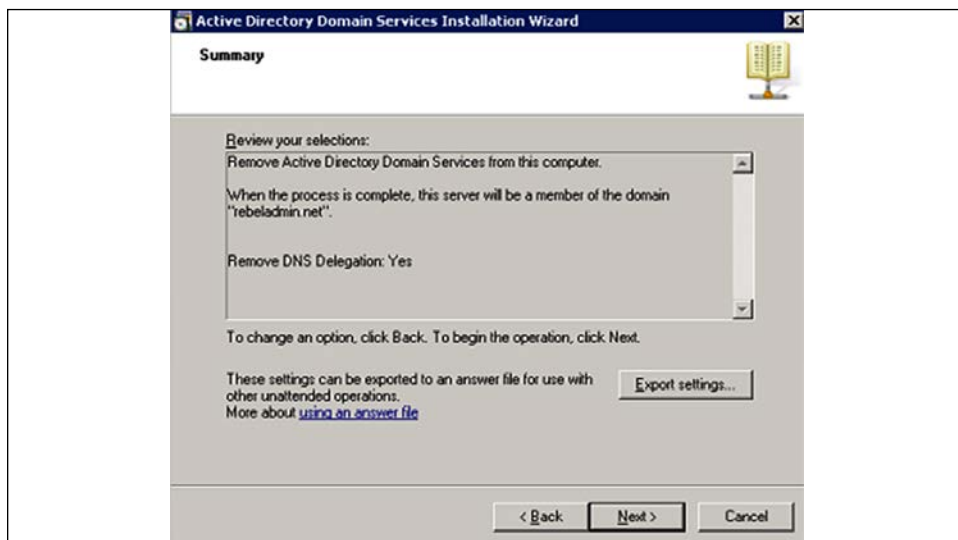 Active Directory Domain Services Installation Wizard
Summary
Review your selections:
Remove Active Directory Domain Services from this computer.
When the process is complete, this server will be a member of the domain
"rebeladmin.net".
Remove DNS Delegation: Yes
To change an option, click Back. To begin the operation, click Next.
These settings can be exported to an answer file for use with
other unattended operations.
More about using an answer file
Export settings...
< Back
Next >
Cancel